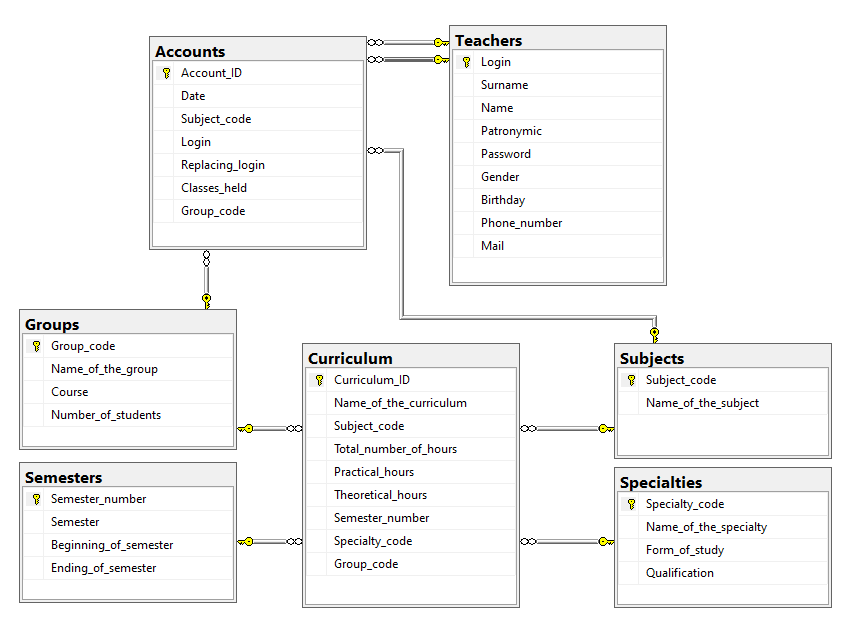 Accounts
Account_ID
Date
Subject_code
Login
Replacing_login
Classes_held
Group_code
Teachers
Login
Surname
Name
Patronymic
Password
Gender
Birthday
Phone_number
Mail
Groups
Group_code
Name_of_the_group
Course
Number_of_students
Curriculum
Curriculum_ID
Name_of_the_curriculum
Subject_code
Total_number_of_hours
Practical_hours
Theoretical_hours
Semester_number
Specialty_code
Group_code
Subjects
Subject_code
Name_of_the_subject
Semesters
Semester_number
Semester
Beginning_of_semester
Ending_of_semester
Specialties
Specialty_code
Name_of_the_specialty
Form_of_study
Qualification